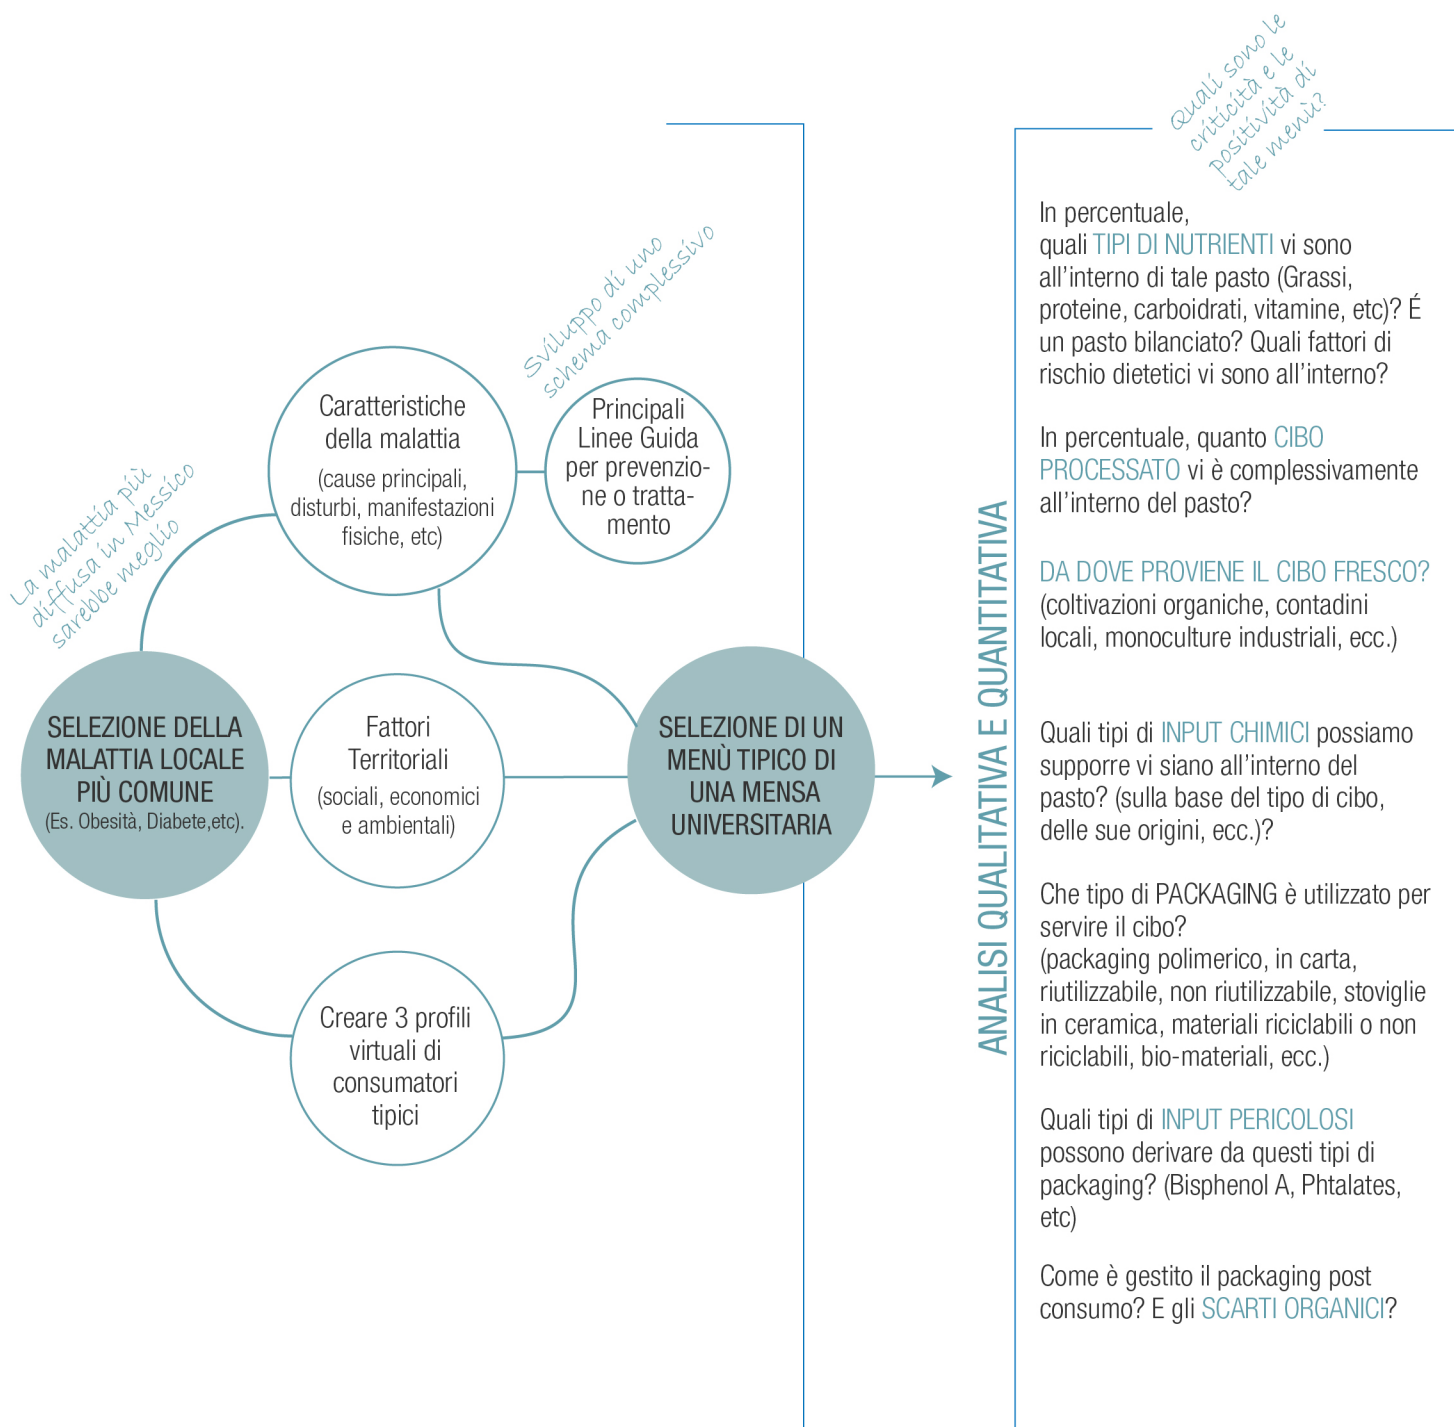 La malattia più
diffusa in Messico
sarebbe meglio
SELEZIONE DELLA
MALATTIA LOCALE
PIÙ COMUNE
(Es. Obesità, Diabete,etc).
Caratteristiche
della malattia
(cause principali,
disturbi, manifestazioni
fisiche, etc)
Sviluppo di uno
schema complessivo
Principali
Linee Guida
per prevenzio-
ne o tratta-
mento
Fattori
Territoriali
(sociali, economici
e ambientali)
Creare 3 profili
virtuali di
consumatori
tipici
SELEZIONE DI UN
MENÙ TIPICO DI
UNA MENSA
UNIVERSITARIA
ANALISI QUALITATIVA E QUANTITATIVA
Quali sono le
criticità e le
positività di
tale menù?
In percentuale,
quali TIPI DI NUTRIENTI vi sono
all'interno di tale pasto (Grassi,
proteine, carboidrati, vitamine, etc)? É
un pasto bilanciato? Quali fattori di
rischio dietetici vi sono all'interno?
In percentuale, quanto CIBO
PROCESSATO vi è complessivamente
all'interno del pasto?
DA DOVE PROVIENE IL CIBO FRESCO?
(coltivazioni organiche, contadini
locali, monoculture industriali, ecc.)
Quali tipi di INPUT CHIMICI possiamo
supporre vi siano all'interno del
pasto? (sulla base del tipo di cibo,
delle sue origini, ecc.)?
Che tipo di PACKAGING è utilizzato per
servire il cibo?
(packaging polimerico, in carta,
riutilizzabile, non riutilizzabile, stoviglie
in ceramica, materiali riciclabili o non
riciclabili, bio-materiali, ecc.)
Quali tipi di INPUT PERICOLOSI
possono derivare da questi tipi di
packaging? (Bisphenol A, Phtalates,
etc)
Come è gestito il packaging post
consumo? E gli SCARTI ORGANICI?